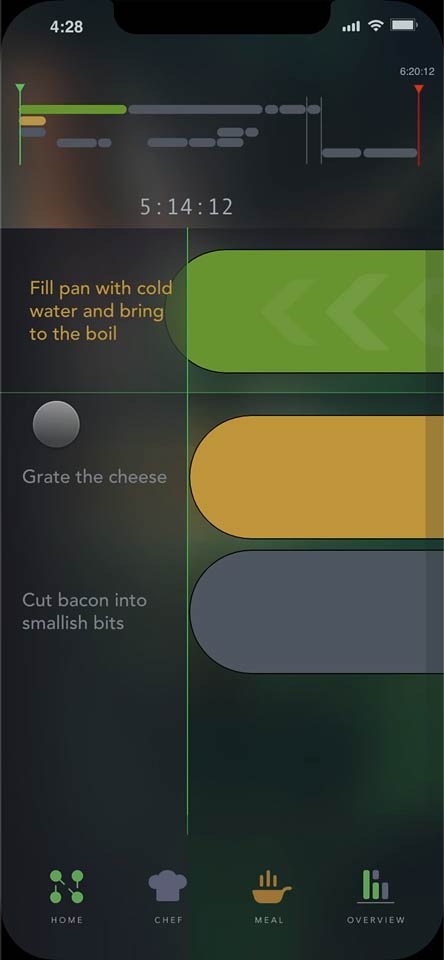 4:28
6:20:12
5:14:12
Fill pan with cold
water and bring
to the boil
Grate the cheese
Cut bacon into
smallish bits
HOME
CHEF
MEAL
OVERVIEW